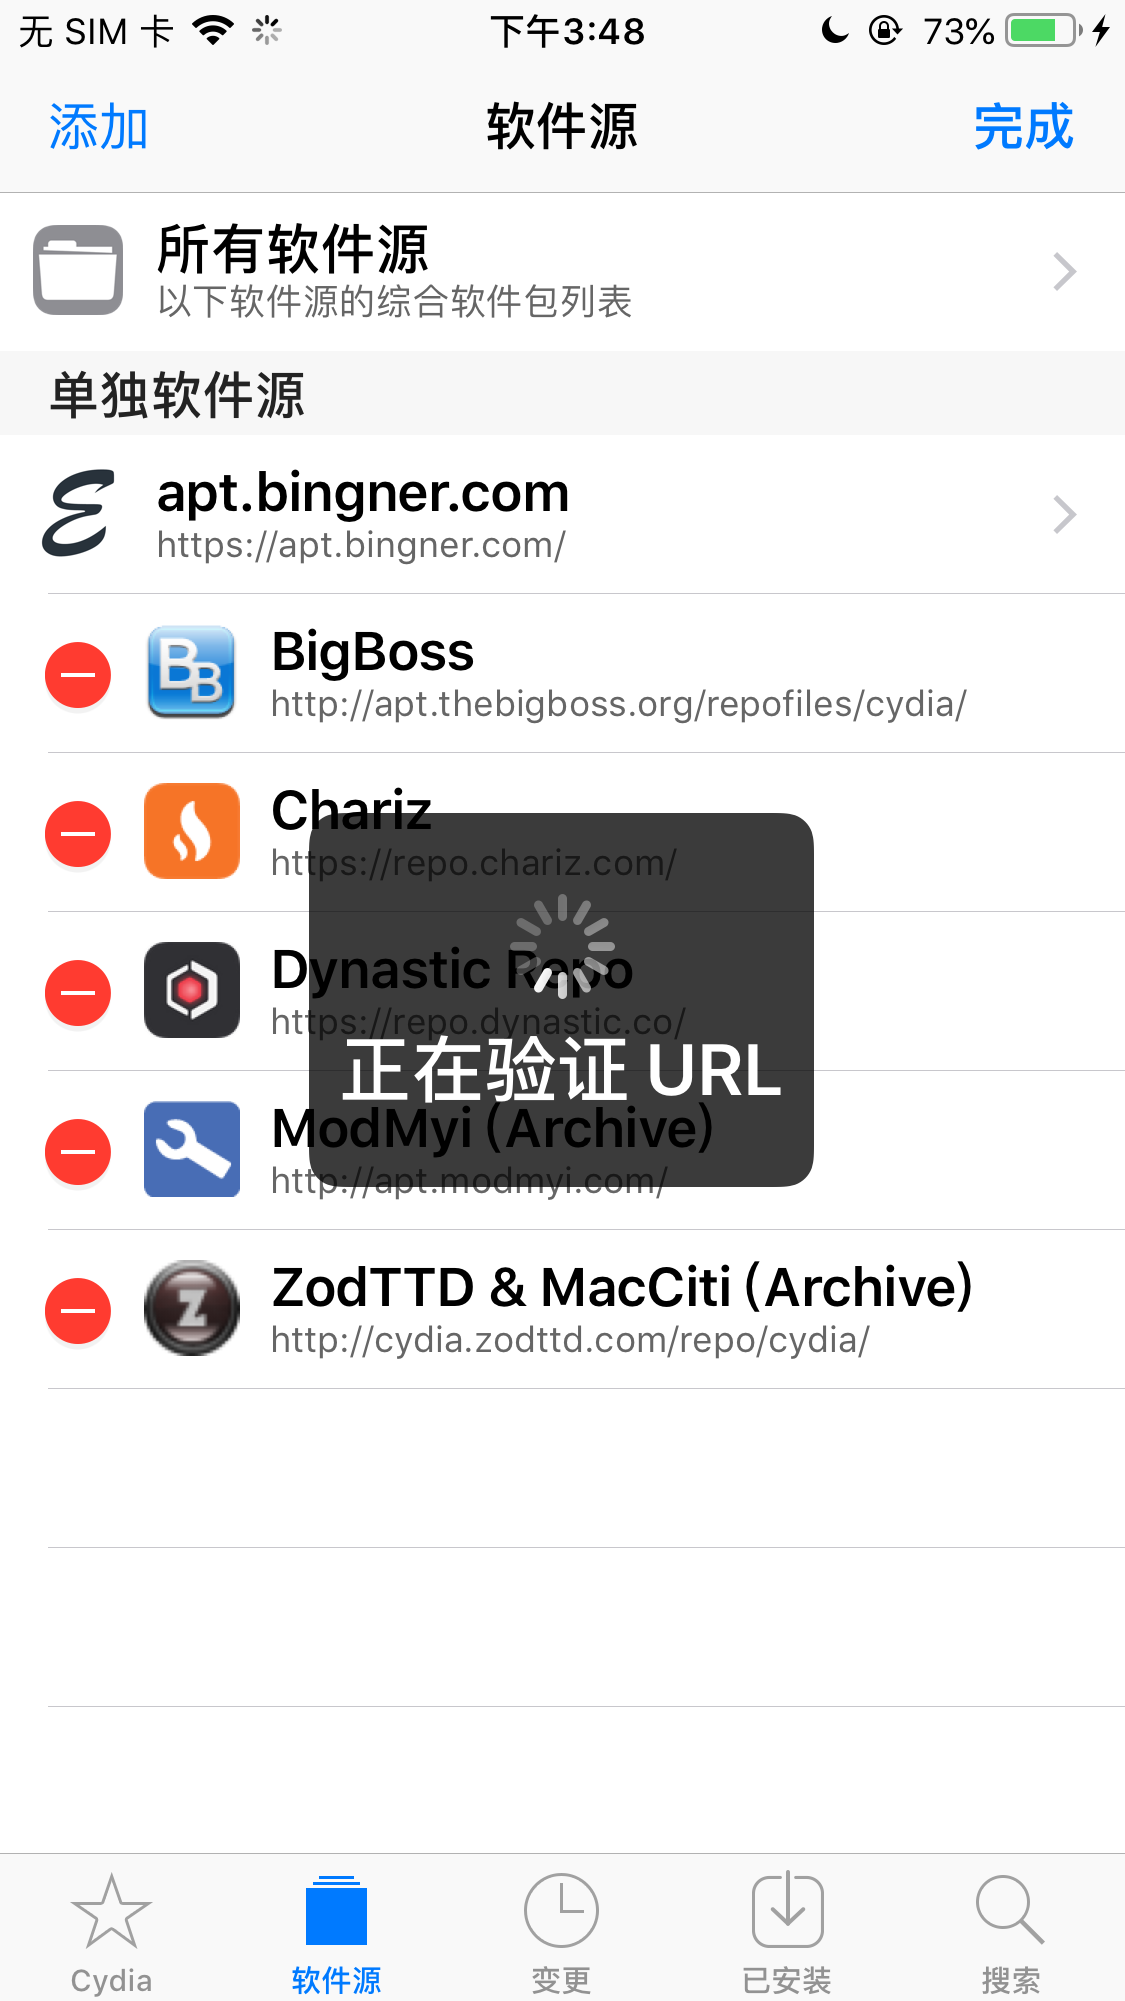 无 SIM 卡
下午3:48
73%
添加
软件源
完成
所有软件源
以下软件源的综合软件包列表
单独软件源
apt.bingner.com
https://apt.bingner.com/
BigBoss
http://apt.thebigboss.org/repofiles/cydia/
Chariz
https://repo.chariz.com/
Dynastic Repo
https://repo.dynastic.co/
正在验证 URL
ModMyi (Archive)
http://apt.modmyi.com/
ZodTTD & MacCiti (Archive)
http://cydia.zodttd.com/repo/cydia/
Cydia
软件源
变更
已安装
搜索